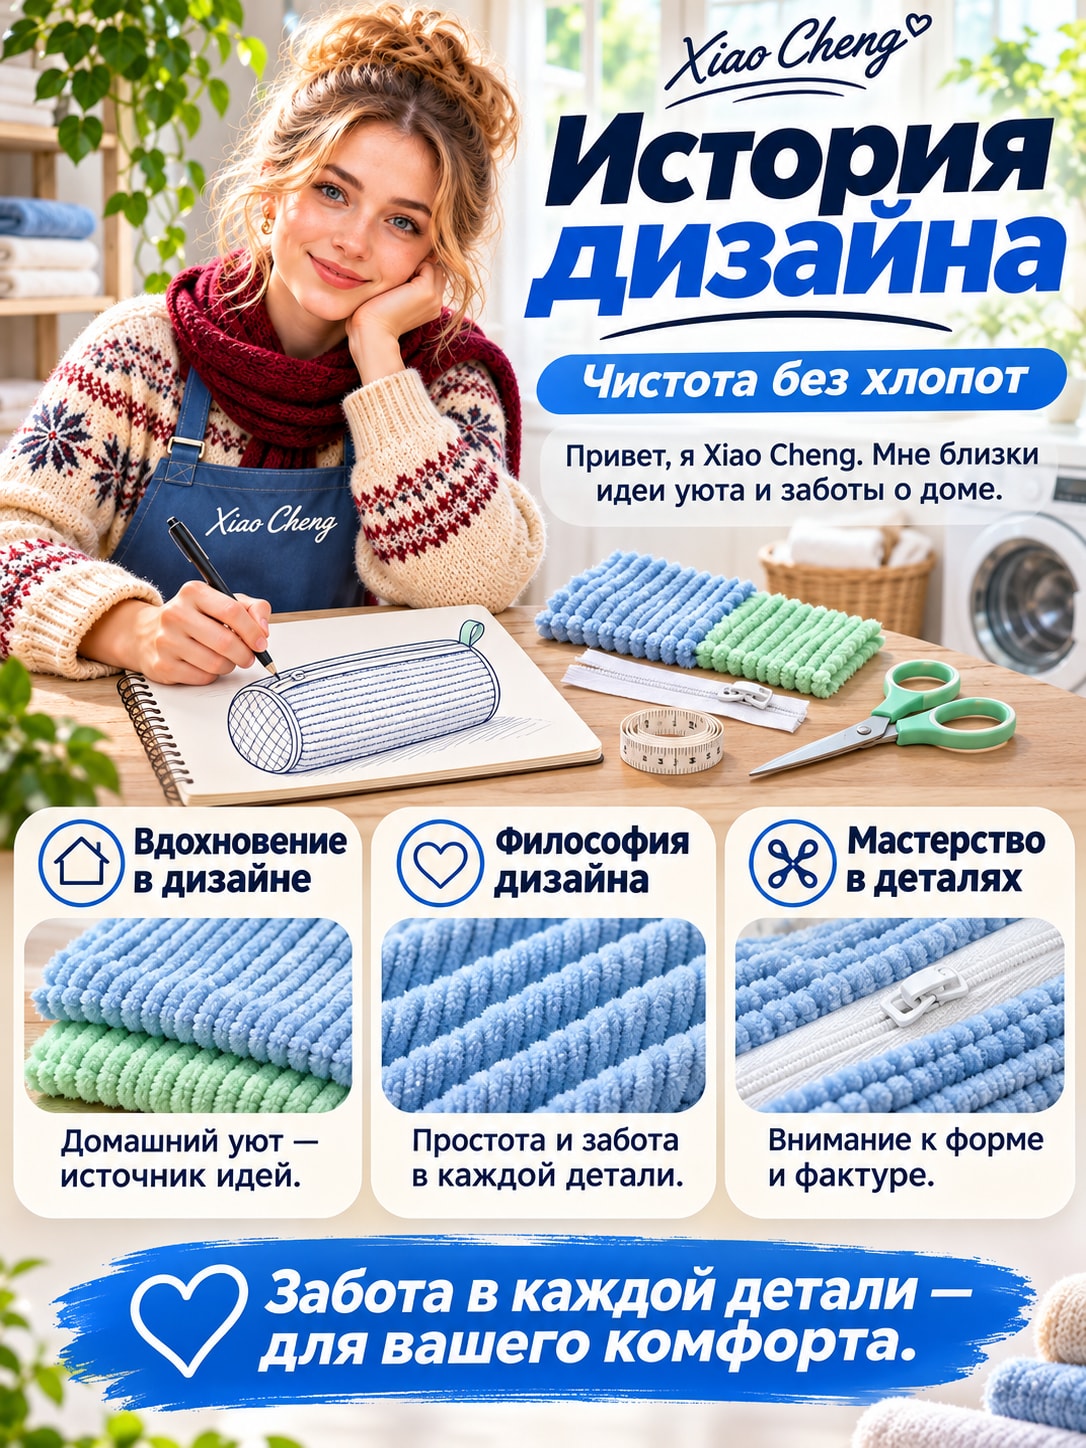 Xiao Cheng
История
дизайна
Чистота без хлопот
Привет, я Xiao Cheng. Мне близки
идеи уюта и заботы о доме.
Xiao Cheng
Вдохновение
в дизайне
Домашний уют —
источник идей.
Философия
дизайна
Простота и забота
в каждой детали.
Мастерство
в деталях
Внимание к форме
и фактуре.
Забота в каждой детали —
для вашего комфорта.